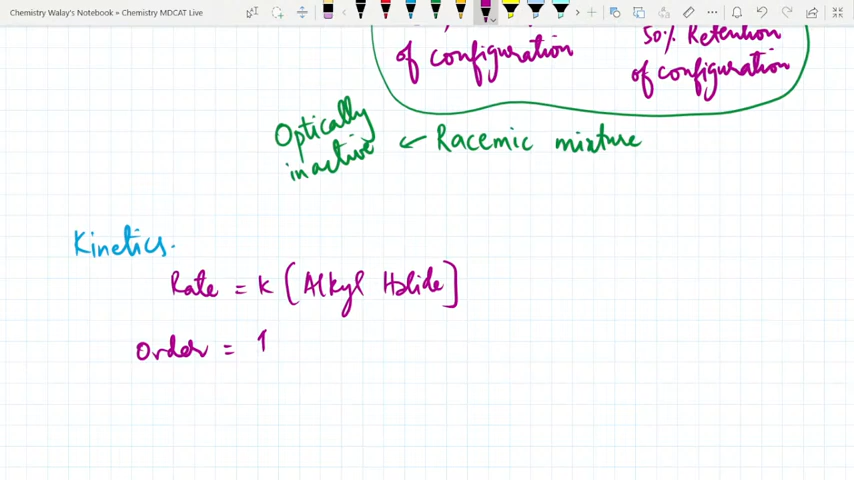 Chemistry Walay's Notebook » Chemistry MDCAT Live
of configuration
50% Retention
of configuration
Optically
inactive ← Racemic mixture
Kinetics.
Rate = K [Alkyl Halide]
Order = 1